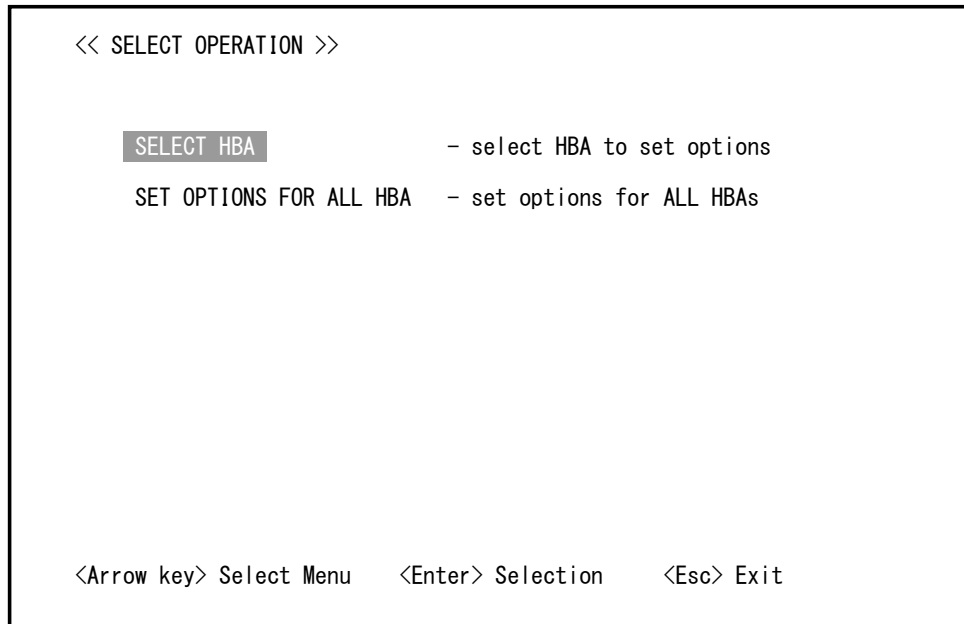 << SELECT OPERATION >>
SELECT HBA – select HBA to set options
SET OPTIONS FOR ALL HBA – set options for ALL HBAs
<Arrow key> Select Menu <Enter> Selection <Esc> Exit